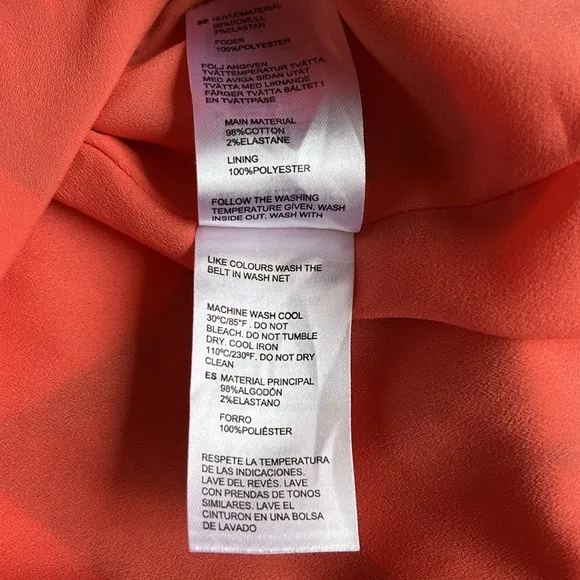 SE HUVUDMATERIAL
98%BOMULL
2%ELASTAN
FODER
100%POLYESTER
FÖLJ ANGIVEN
TVÄTTEMPERATUR TVÄTTA
MED AVIGA SIDAN UTÅT
TVÄTTA MED LIKNANDE
FÄRGER TVÄTTA BÄLTET I
EN TVÄTTPÅSE
MAIN MATERIAL
98%COTTON
2%ELASTANE
LINING
100%POLYESTER
FOLLOW THE WASHING
TEMPERATURE GIVEN. WASH
INSIDE OUT. WASH WITH
LIKE COLOURS WASH THE
BELT IN WASH NET
MACHINE WASH COOL
30ºC/85°F . DO NOT
BLEACH. DO NOT TUMBLE
DRY. COOL IRON
110ºC/230ºF. DO NOT DRY
CLEAN
ES MATERIAL PRINCIPAL
98%ALGODÓN
2%ELASTANO
FORRO
100%POLIÉSTER
RESPETE LA TEMPERATURA
DE LAS INDICACIONES.
LAVE DEL REVÉS. LAVE
CON PRENDAS DE TONOS
SIMILARES. LAVE EL
CINTURON EN UNA BOLSA
DE LAVADO